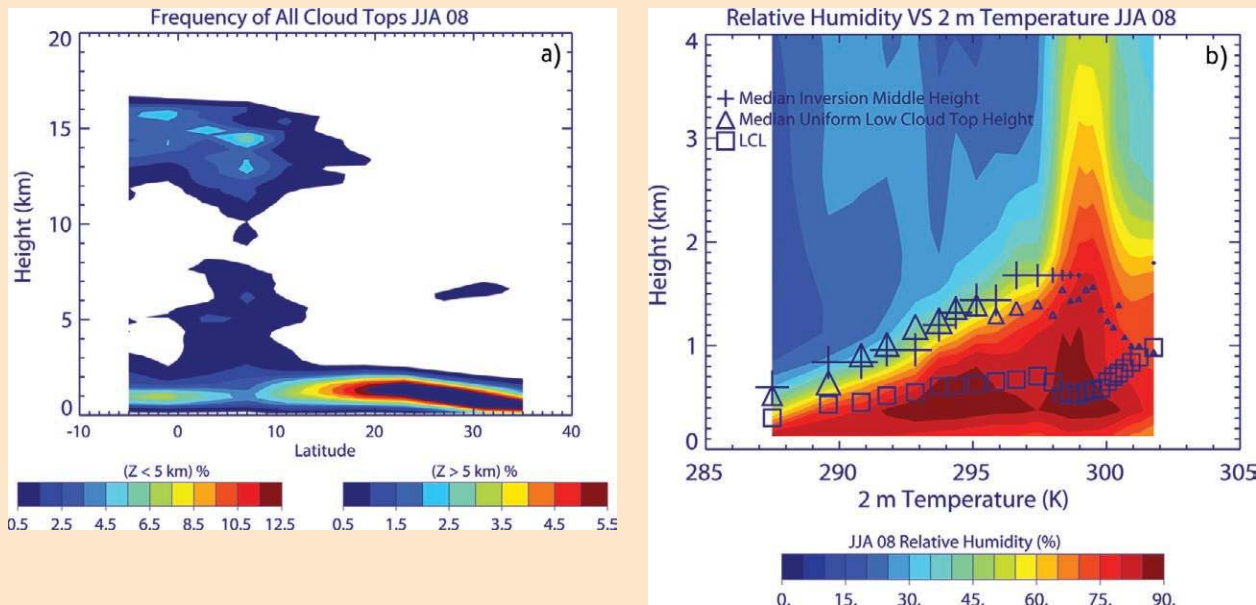 Frequency of All Cloud Tops JJA 08
a)
20
15
10
5
0
Height (km)
-10 0 10 20 30 40
Latitude
(Z < 5 km) %
0.5 2.5 4.5 6.5 8.5 10.5 12.5
(Z > 5 km) %
0.5 1.5 2.5 3.5 4.5 5.5
Relative Humidity VS 2 m Temperature JJA 08
b)
4
3
2
1
0
Height (km)
Median Inversion Middle Height
Median Uniform Low Cloud Top Height
LCL
285 290 295 300 305
2 m Temperature (K)
JJA 08 Relative Humidity (%)
0. 15. 30. 45. 60. 75. 90.